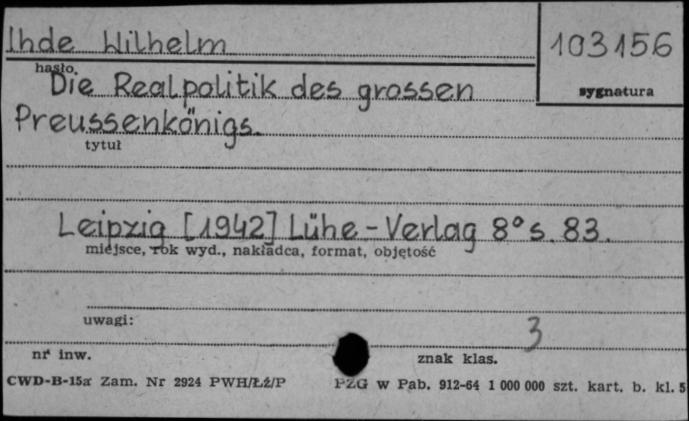 Ihde Wilhelm
103156
hasło
sygnatura
Die Realpolitik des grossen
Preussenkönigs.
tytuł
Leipzig [1942] Lühe-Verlag 8° s. 83.
miejsce, rok wyd., nakładca, format, objętość
uwagi:
3
nr inw.
znak klas.
CWD-B-15a Zam. Nr 2924 PWH/Łź/P
PZG w Pab. 912-64 1 000 000 szt. kart. b. kl. 5